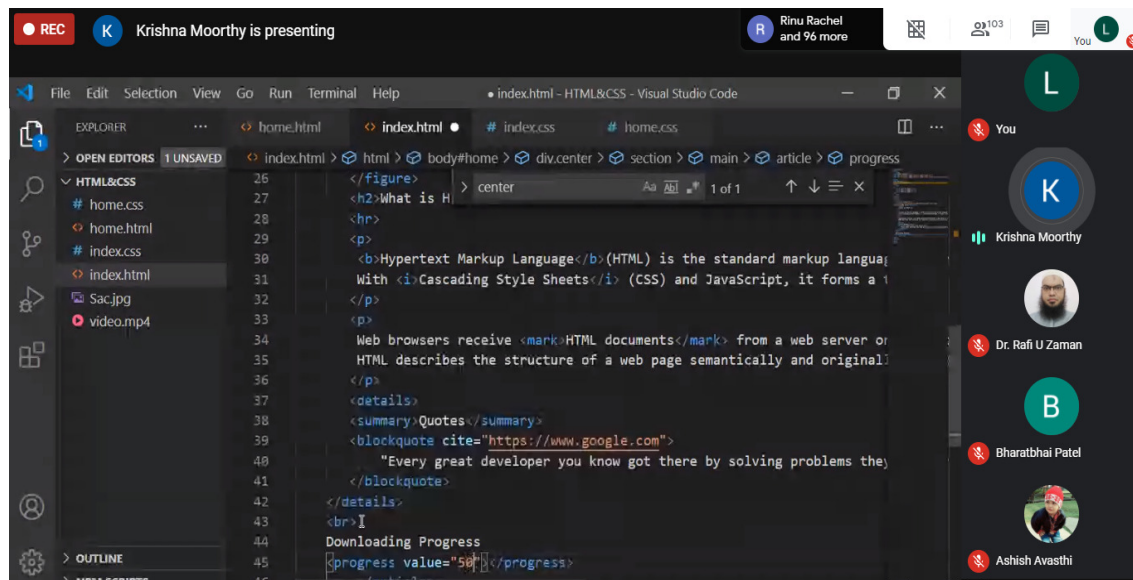 REC
K
Krishna Moorthy is presenting
R
Rinu Rachel
and 96 more
103
You
L
File Edit Selection View Go Run Terminal Help
● index.html - HTML&CSS - Visual Studio Code
EXPLORER
home.html
index.html
# index.css
# home.css
OPEN EDITORS 1 UNSAVED
index.html > html > body#home > div.center > section > main > article > progress
HTML&CSS
# home.css
home.html
# index.css
index.html
Sac.jpg
video.mp4
1
> center
Aa Abl .* 1 of 1
26 </figure>
27 <h2>What is H
28 <hr>
29 <p>
30 <b>Hypertext Markup Language</b>(HTML) is the standard markup
31 With <i>Cascading Style Sheets</i> (CSS) and JavaScript, it forms a
32 </p>
33 <p>
34 Web browsers receive <mark>HTML documents</mark> from a web server or
35 HTML describes the structure of a web page semantically and
36 </p>
37 <details>
38 <summary>Quotes</summary>
39 <blockquote cite="https://www.google.com">
40 "Every great developer you know got there by solving problems they
41 </blockquote>
42 </details>
43 <br>
44 Downloading Progress
45 <progress value="50"></progress>
OUTLINE
L
You
K
Krishna Moorthy
Dr. Rafi U Zaman
B
Bharatbhai Patel
Ashish Avasthi